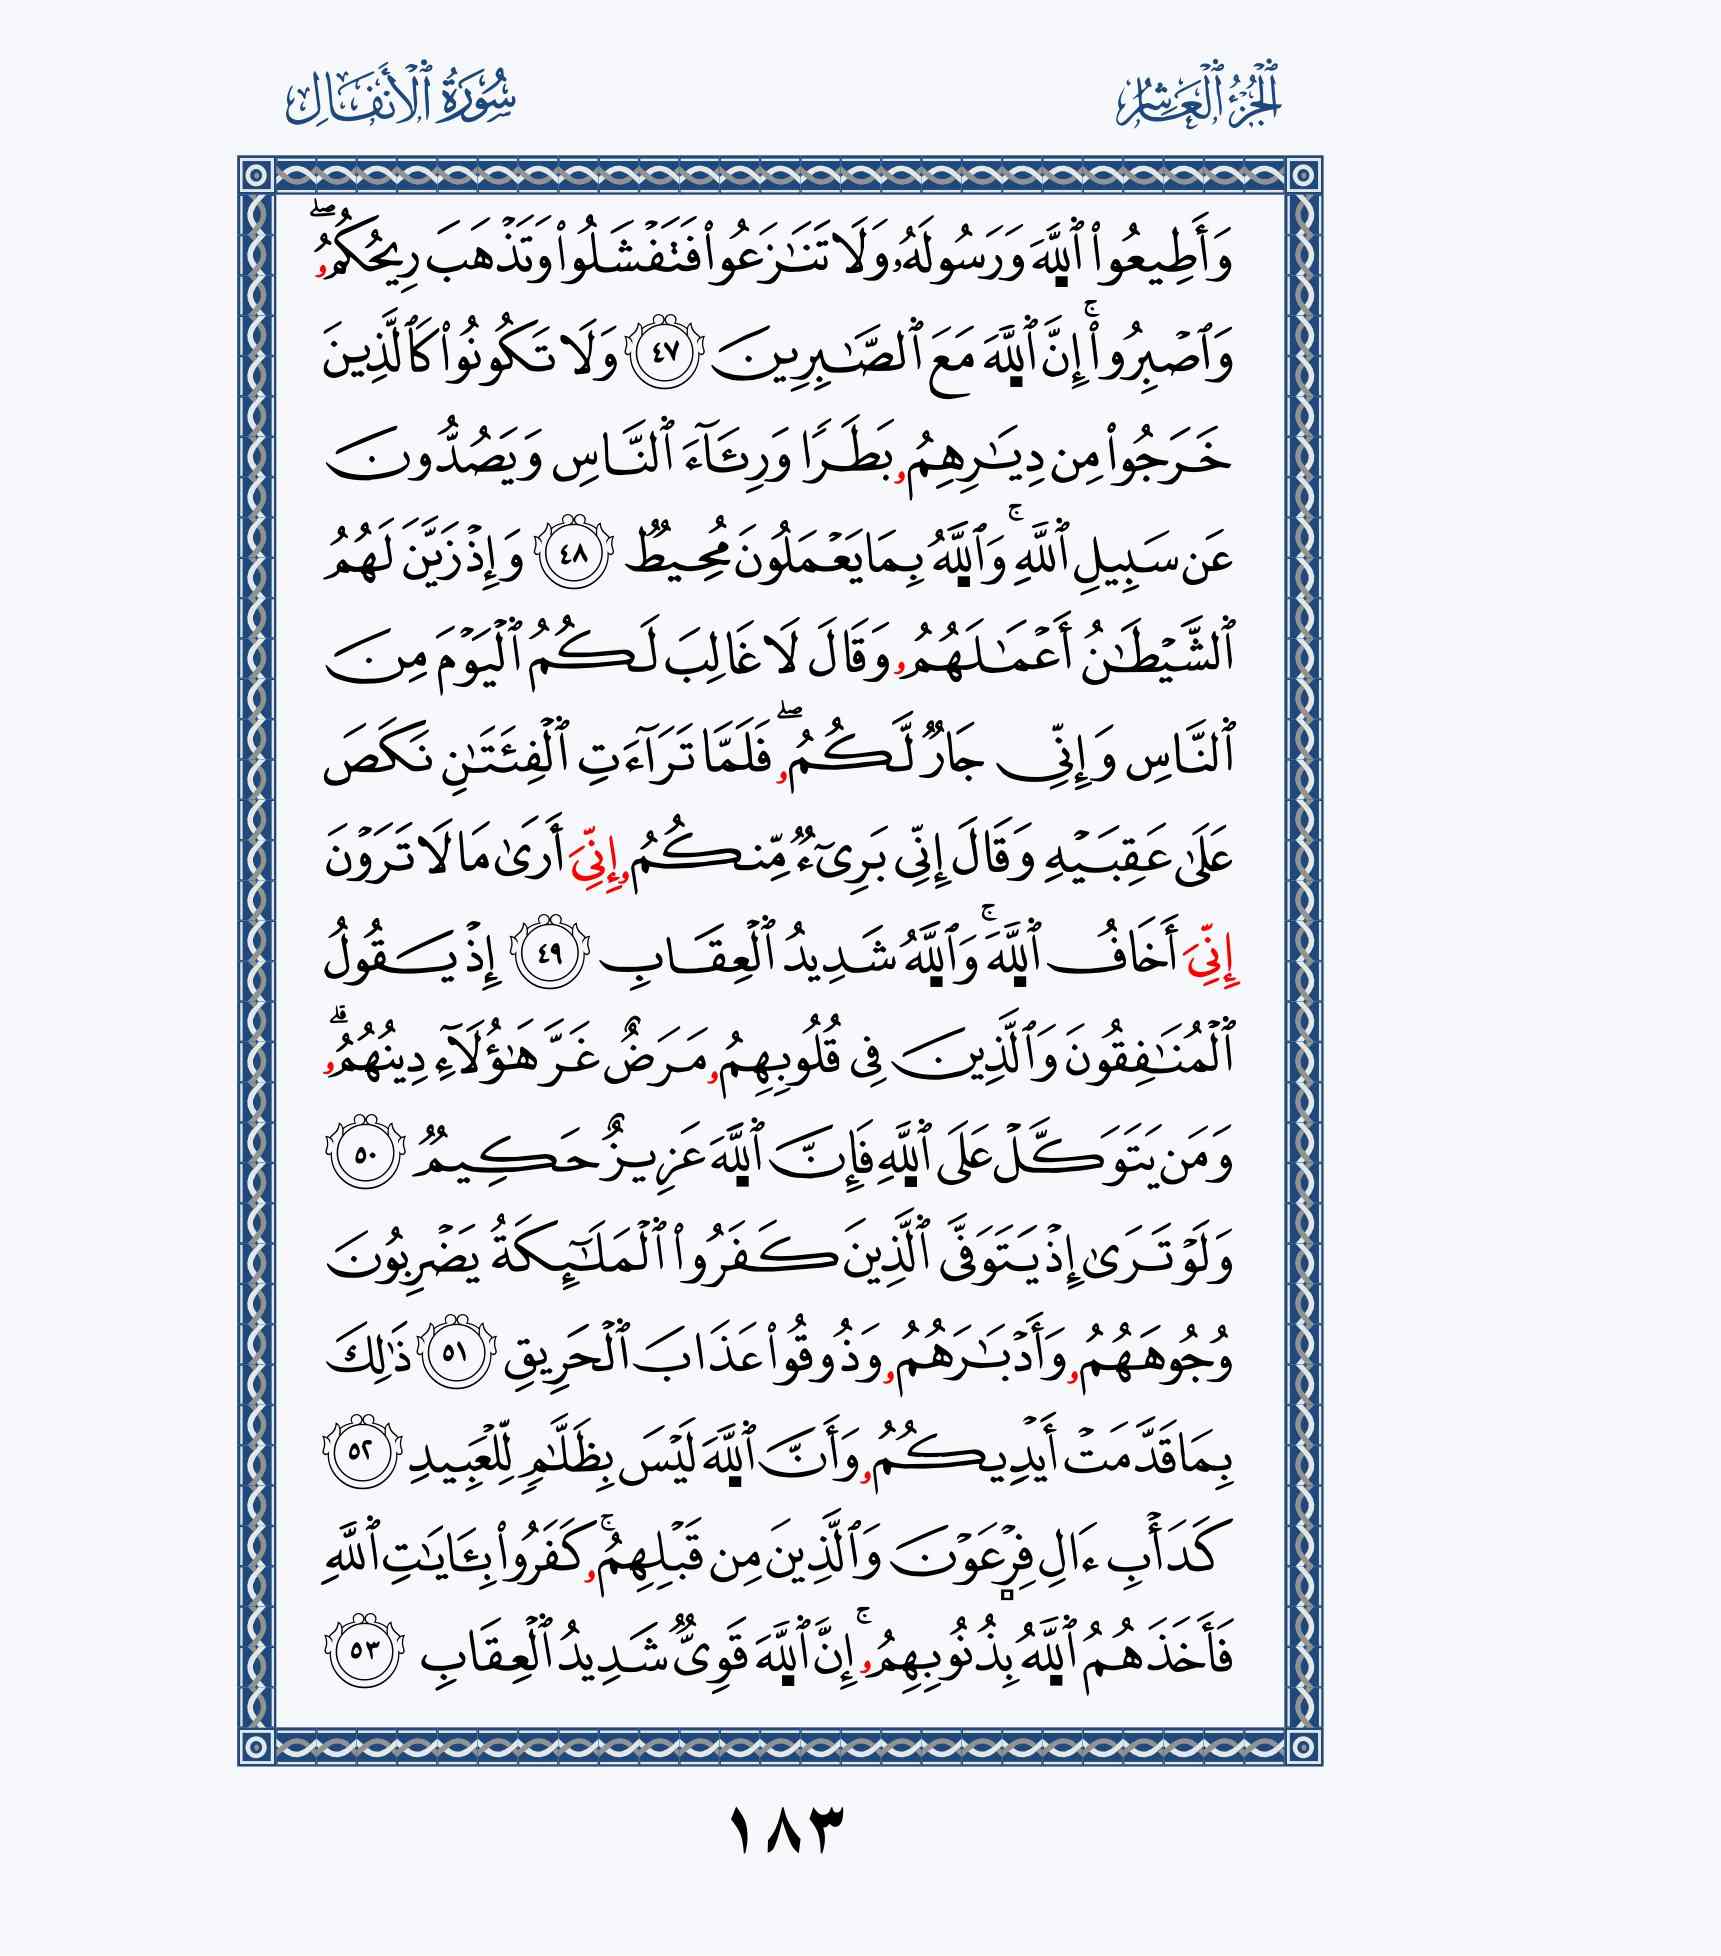 الجُزْءُ ٱلْعَاشِرُ
سُورَةُ ٱلْأَنفَالِ
وَأَطِيعُوا۟ ٱللَّهَ وَرَسُولَهُۥ وَلَا تَنَٰزَعُوا۟ فَتَفْشَلُوا۟ وَتَذْهَبَ رِيحُكُمُۥۖ
وَٱصْبِرُوا۟ۚ إِنَّ ٱللَّهَ مَعَ ٱلصَّٰبِرِينَ ٤٧ وَلَا تَكُونُوا۟ كَٱلَّذِينَ
خَرَجُوا۟ مِن دِيَٰرِهِمُۥ بَطَرًا وَرِئَآءَ ٱلنَّاسِ وَيَصُدُّونَ
عَن سَبِيلِ ٱللَّهِۚ وَٱللَّهُ بِمَا يَعْمَلُونَ مُحِيطٌ ٤٨ وَإِذْ زَيَّنَ لَهُمُ
ٱلشَّيْطَٰنُ أَعْمَٰلَهُمُۥ وَقَالَ لَا غَالِبَ لَكُمُ ٱلْيَوْمَ مِنَ
ٱلنَّاسِ وَإِنِّى جَارٌ لَّكُمُۥۖ فَلَمَّا تَرَآءَتِ ٱلْفِئَتَٰنِ نَكَصَ
عَلَىٰ عَقِبَيْهِ وَقَالَ إِنِّى بَرِىٓءٌ مِّنكُمُۥ إِنِّىَ أَرَىٰ مَا لَا تَرَوْنَ
إِنِّىَ أَخَافُ ٱللَّهَۚ وَٱللَّهُ شَدِيدُ ٱلْعِقَابِ ٤٩ إِذْ يَقُولُ
ٱلْمُنَٰفِقُونَ وَٱلَّذِينَ فِى قُلُوبِهِمُۥ مَرَضٌ غَرَّ هَٰٓؤُلَآءِ دِينُهُمُۥۗ
وَمَن يَتَوَكَّلْ عَلَى ٱللَّهِ فَإِنَّ ٱللَّهَ عَزِيزٌ حَكِيمٌ ٥٠
وَلَوْ تَرَىٰ إِذْ يَتَوَفَّى ٱلَّذِينَ كَفَرُوا۟ ٱلْمَلَٰٓئِكَةُ يَضْرِبُونَ
وُجُوهَهُمُۥ وَأَدْبَٰرَهُمُۥ وَذُوقُوا۟ عَذَابَ ٱلْحَرِيقِ ٥١ ذَٰلِكَ
بِمَا قَدَّمَتْ أَيْدِيكُمُۥ وَأَنَّ ٱللَّهَ لَيْسَ بِظَلَّٰمٍ لِّلْعَبِيدِ ٥٢
كَدَأْبِ ءَالِ فِرْعَوْنَ وَٱلَّذِينَ مِن قَبْلِهِمُۥۚ كَفَرُوا۟ بِـَٔايَٰتِ ٱللَّهِ
فَأَخَذَهُمُ ٱللَّهُ بِذُنُوبِهِمُۥۚ إِنَّ ٱللَّهَ قَوِىٌّ شَدِيدُ ٱلْعِقَابِ ٥٣
١٨٣